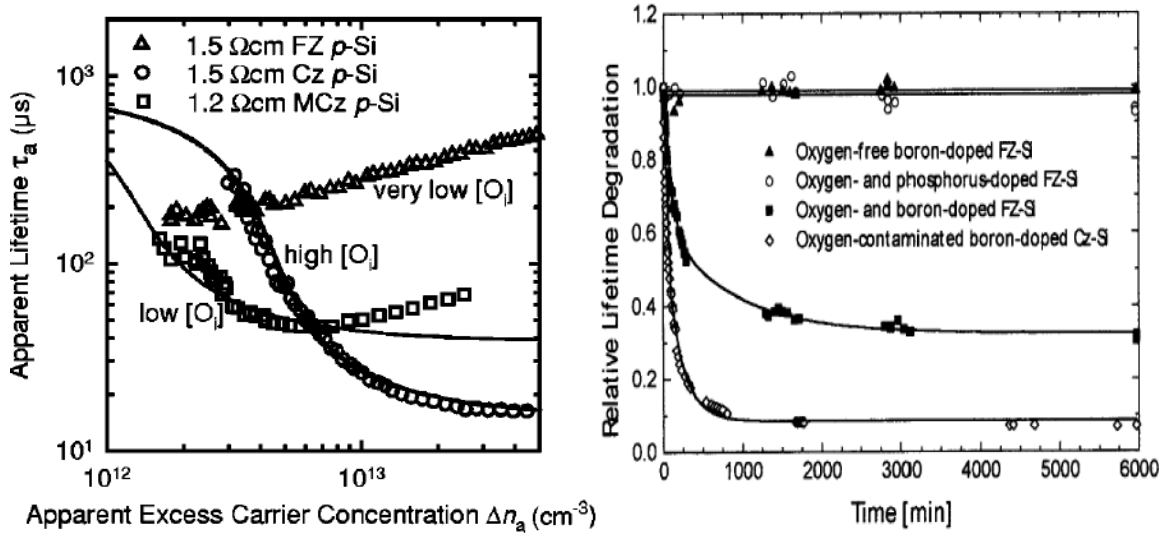 10³
10²
10¹
Apparent Lifetime τₐ (μs)
1.5 Ωcm FZ p-Si
1.5 Ωcm Cz p-Si
1.2 Ωcm MCz p-Si
very low [Oᵢ]
high [Oᵢ]
low [Oᵢ]
10¹²
10¹³
Apparent Excess Carrier Concentration Δnₐ (cm⁻³)
Relative Lifetime Degradation
1.2
1.0
0.8
0.6
0.4
0.2
0.0
Oxygen-free boron-doped FZ-Si
Oxygen- and phosphorus-doped FZ-Si
Oxygen- and boron-doped FZ-Si
Oxygen-contaminated boron-doped Cz-Si
0
1000
2000
3000
4000
5000
6000
Time [min]